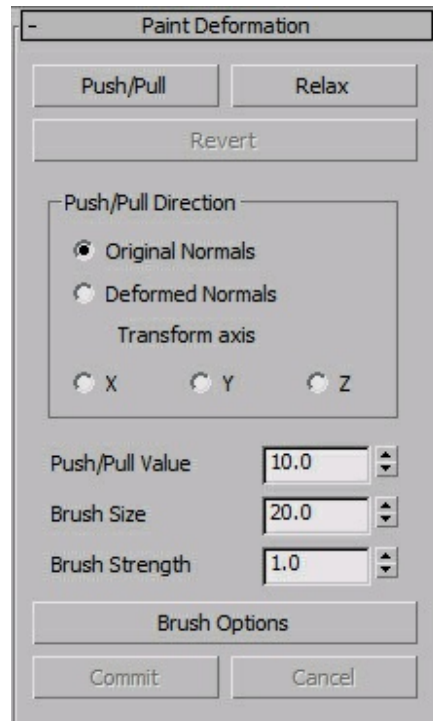 - Paint Deformation
Push/Pull Relax
Revert
Push/Pull Direction
Original Normals
Deformed Normals
Transform axis
X Y Z
Push/Pull Value 10.0
Brush Size 20.0
Brush Strength 1.0
Brush Options
Commit Cancel